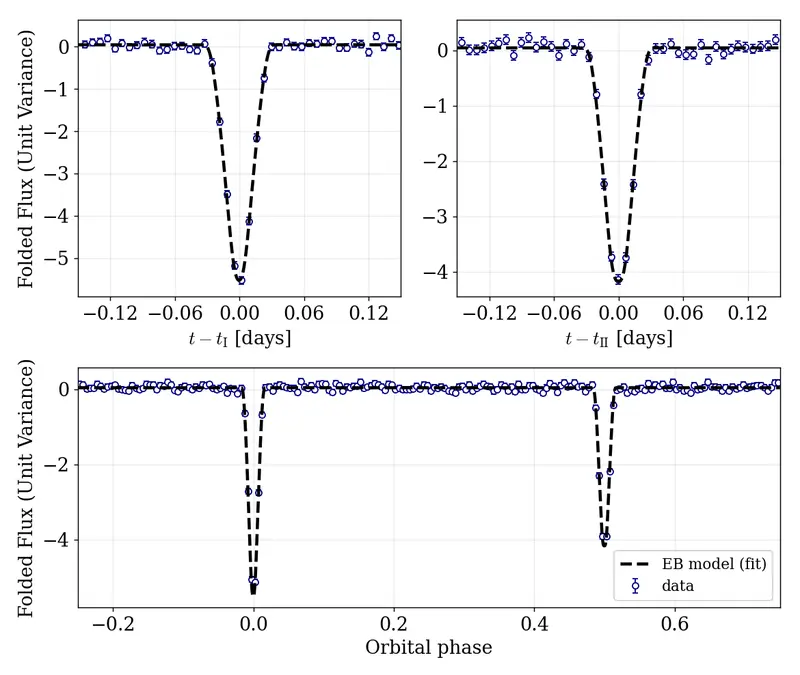 Folded Flux (Unit Variance)
0
−1
−2
−3
−4
−5
−0.12 −0.06 0.00 0.06 0.12
t − tI [days]
0
−1
−2
−3
−4
−0.12 −0.06 0.00 0.06 0.12
t − tII [days]
Folded Flux (Unit Variance)
0
−2
−4
−0.2 0.0 0.2 0.4 0.6
Orbital phase
EB model (fit)
data